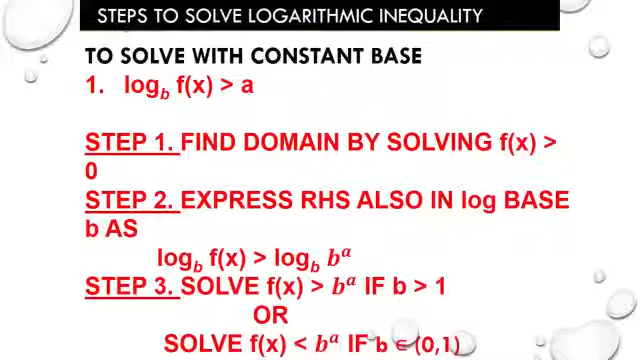 STEPS TO SOLVE LOGARITHMIC INEQUALITY
TO SOLVE WITH CONSTANT BASE
1. log_b f(x) > a
STEP 1. FIND DOMAIN BY SOLVING f(x) >
0
STEP 2. EXPRESS RHS ALSO IN log BASE
b AS
log_b f(x) > log_b b^a
STEP 3. SOLVE f(x) > b^a IF b > 1
OR
SOLVE f(x) < b^a IF b ∈ (0,1)